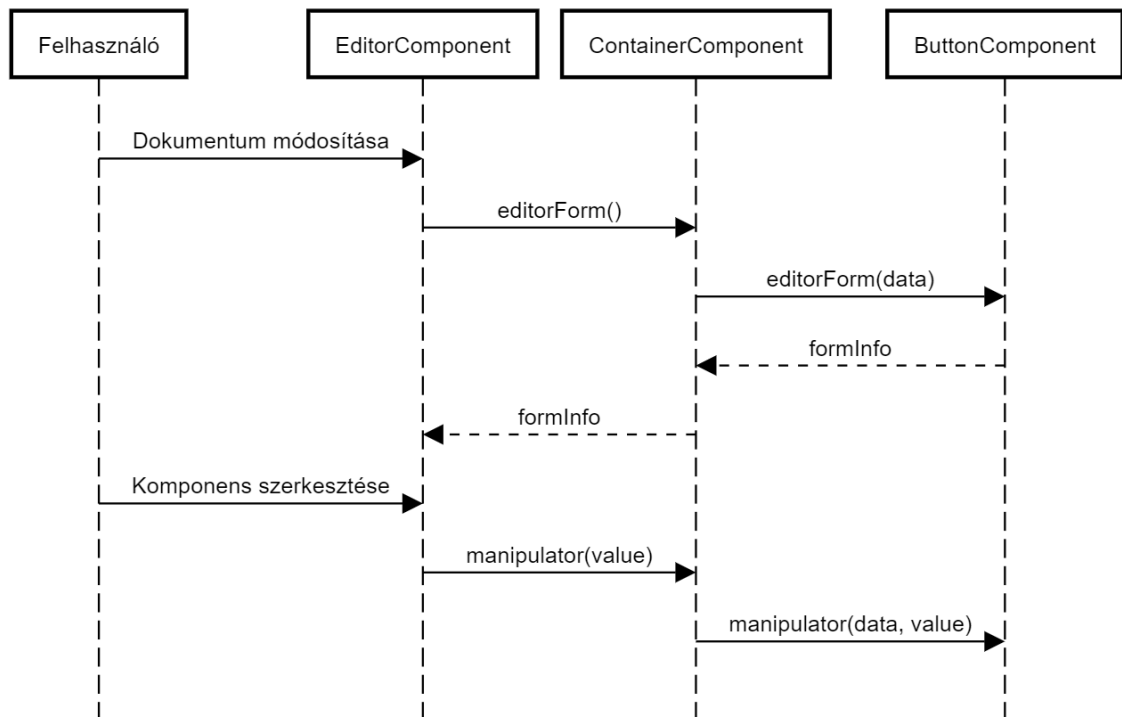 Felhasználó
EditorComponent
ContainerComponent
ButtonComponent
Dokumentum módosítása
editorForm()
editorForm(data)
formInfo
formInfo
Komponens szerkesztése
manipulator(value)
manipulator(data, value)